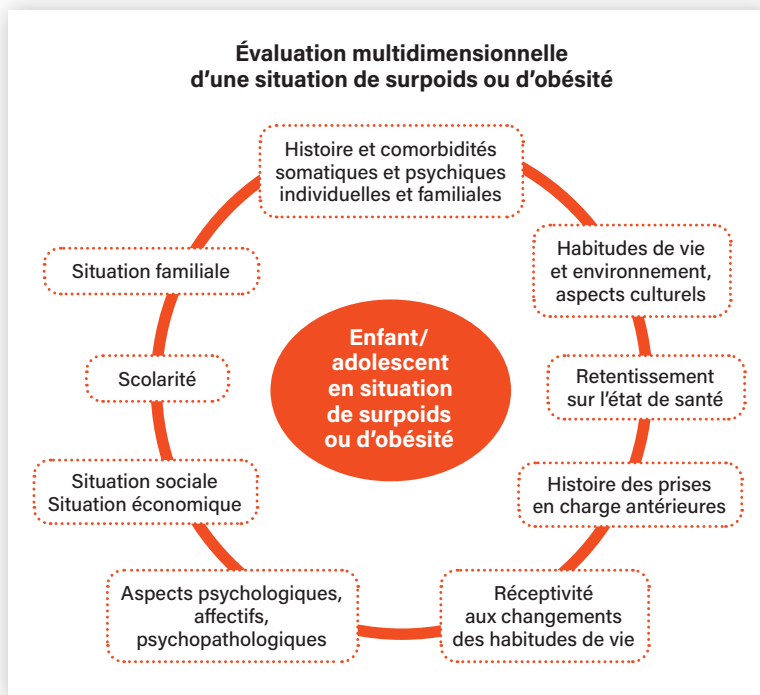 Évaluation multidimensionnelle
d'une situation de surpoids ou d'obésité
Histoire et comorbidités
somatiques et psychiques
individuelles et familiales
Habitudes de vie
et environnement,
aspects culturels
Retentissement
sur l'état de santé
Histoire des prises
en charge antérieures
Réceptivité
aux changements
des habitudes de vie
Aspects psychologiques,
affectifs,
psychopathologiques
Situation sociale
Situation économique
Scolarité
Situation familiale
Enfant/
adolescent
en situation
de surpoids
ou d'obésité